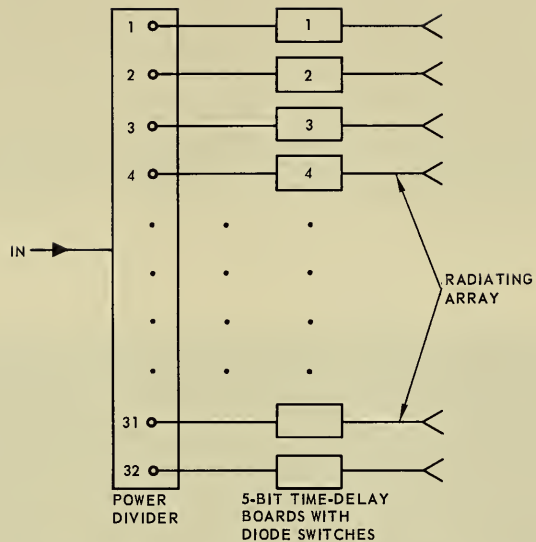 1 1
2 2
3 3
4 4
IN
RADIATING
ARRAY
31
32
POWER
DIVIDER
5-BIT TIME-DELAY
BOARDS WITH
DIODE SWITCHES